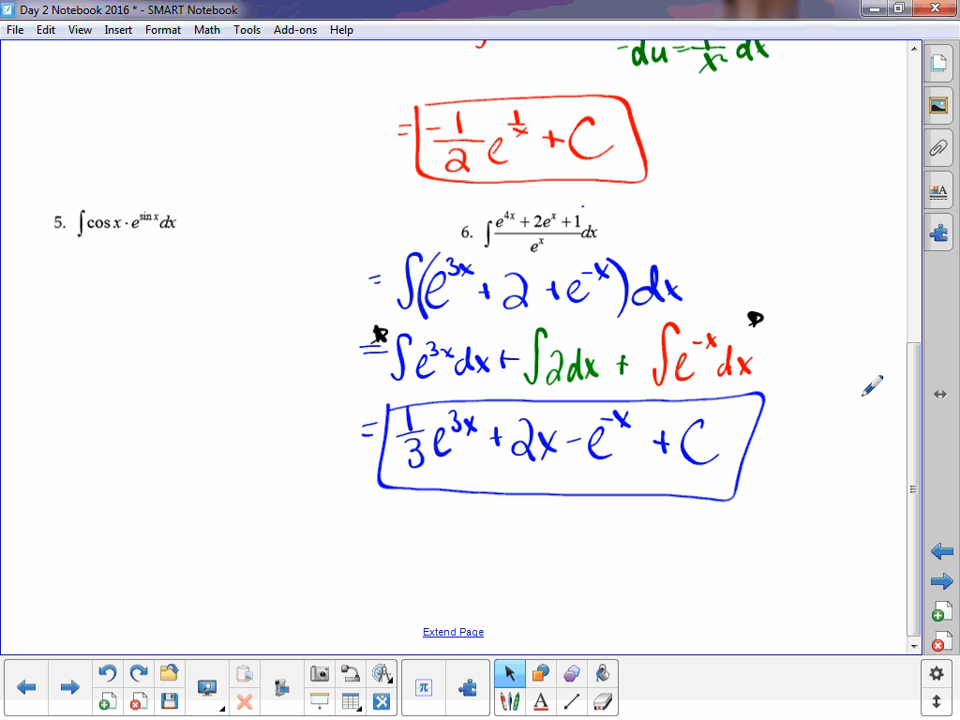 Day 2 Notebook 2016 * - SMART Notebook
File Edit View Insert Format Math Tools Add-ons Help
-du = 1/x² dx
= -1/2 e^(1/x) + C
5. ∫cos x · e^(sin x) dx
6. ∫ (e^(4x) + 2e^x + 1)/e^x dx
= ∫(e^(3x) + 2 + e^(-x)) dx
= ∫e^(3x) dx + ∫2dx + ∫e^(-x) dx
= 1/3 e^(3x) + 2x - e^(-x) + C
Extend Page